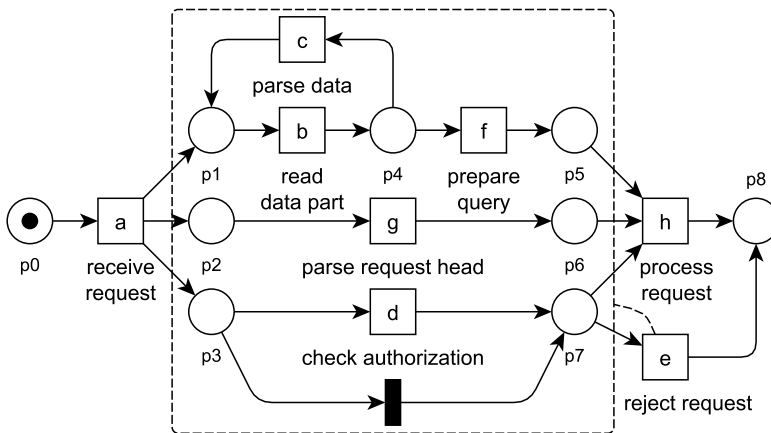 c
parse data
b
f
p1
read
data part
p4
prepare
query
p5
p8
a
g
h
p0
receive
request
p2
parse request head
p6
process
request
d
p3
check authorization
p7
e
reject request